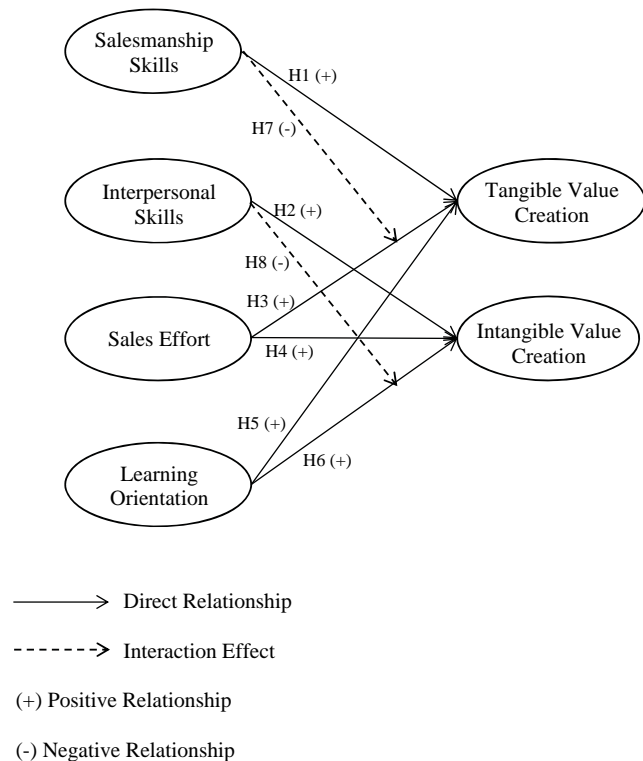 Salesmanship
Skills
H1 (+)
H7 (-)
Interpersonal
Skills
H2 (+)
Tangible Value
Creation
H8 (-)
H3 (+)
Sales Effort
H4 (+)
Intangible Value
Creation
H5 (+)
H6 (+)
Learning
Orientation
Direct Relationship
Interaction Effect
(+) Positive Relationship
(-) Negative Relationship